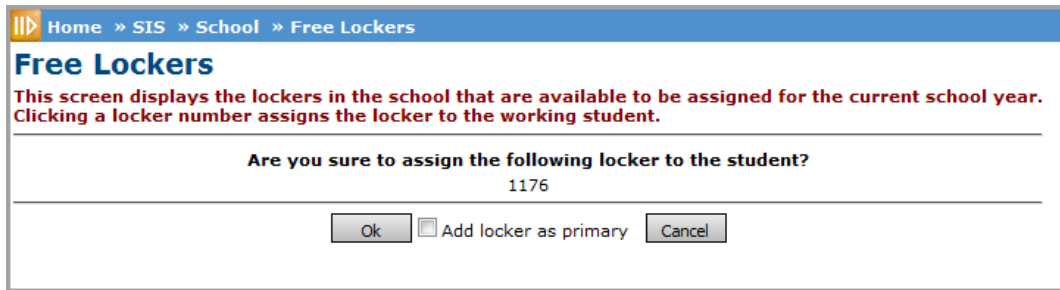 Home » SIS » School » Free Lockers
Free Lockers
This screen displays the lockers in the school that are available to be assigned for the current school year.
Clicking a locker number assigns the locker to the working student.
Are you sure to assign the following locker to the student?
1176
Ok Add locker as primary Cancel